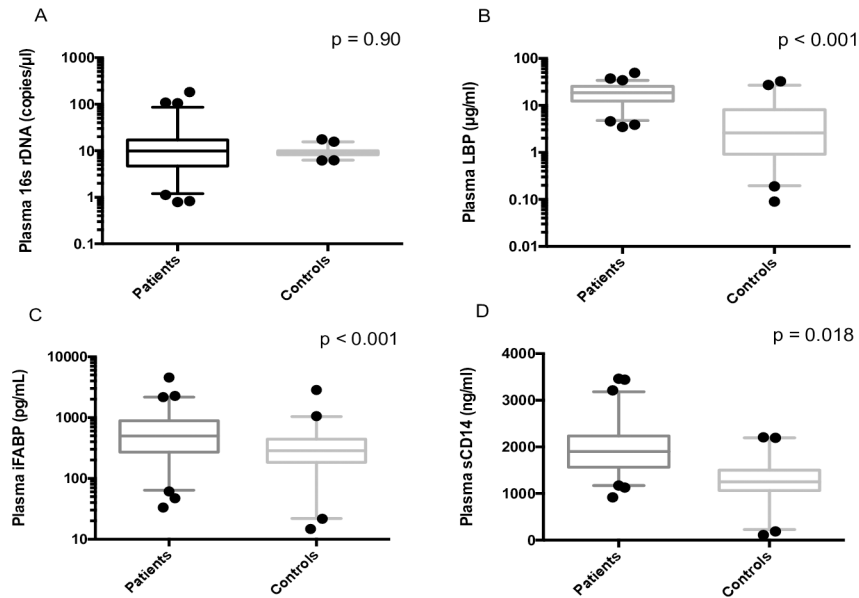 A
p = 0.90
Plasma 16s rDNA (copies/µl)
1000
100
10
1
0.1
Patients
Controls
B
p < 0.001
Plasma LBP (µg/ml)
100
10
1
0.10
0.01
Patients
Controls
C
p < 0.001
Plasma iFABP (pg/mL)
10000
1000
100
10
Patients
Controls
D
p = 0.018
Plasma sCD14 (ng/ml)
4000
3000
2000
1000
0
Patients
Controls